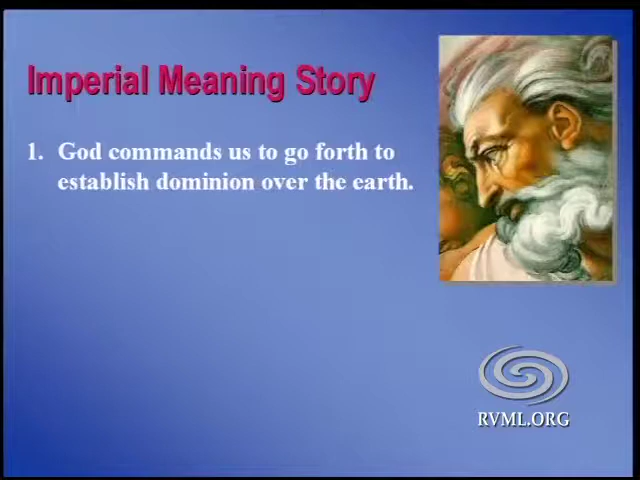 Imperial Meaning Story
1. God commands us to go forth to
establish dominion over the earth.
RVML.ORG